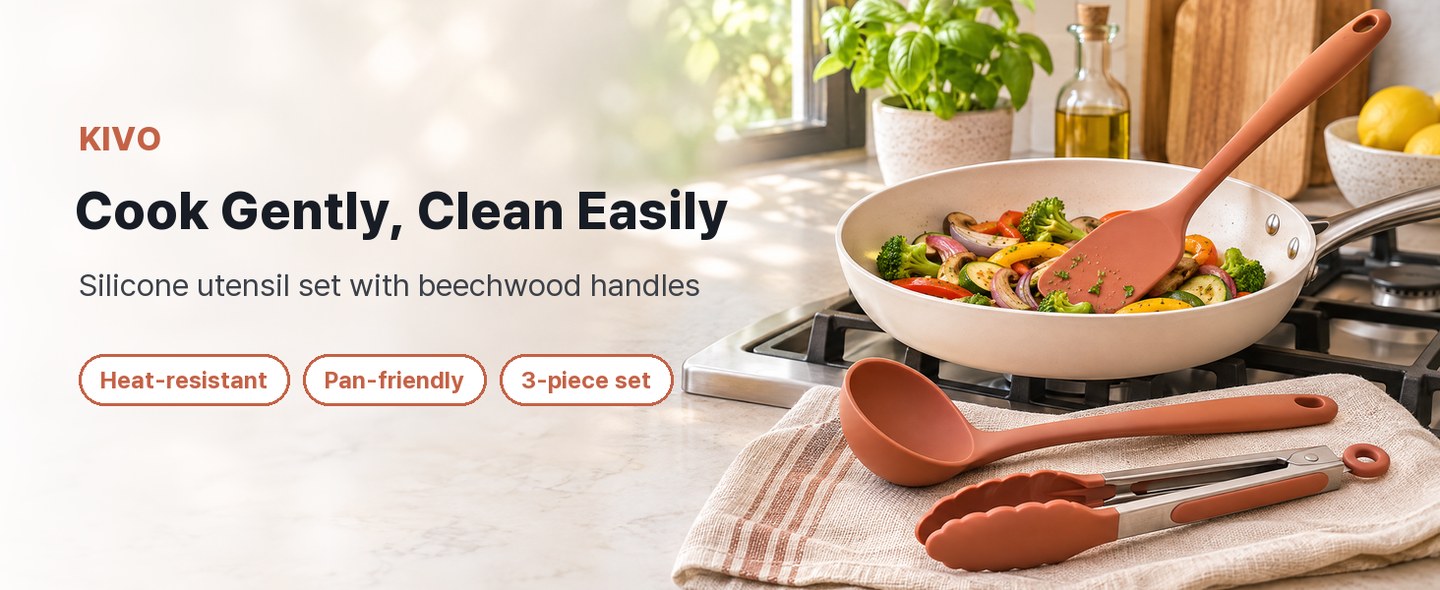 KIVO
Cook Gently, Clean Easily
Silicone utensil set with beechwood handles
Heat-resistant
Pan-friendly
3-piece set